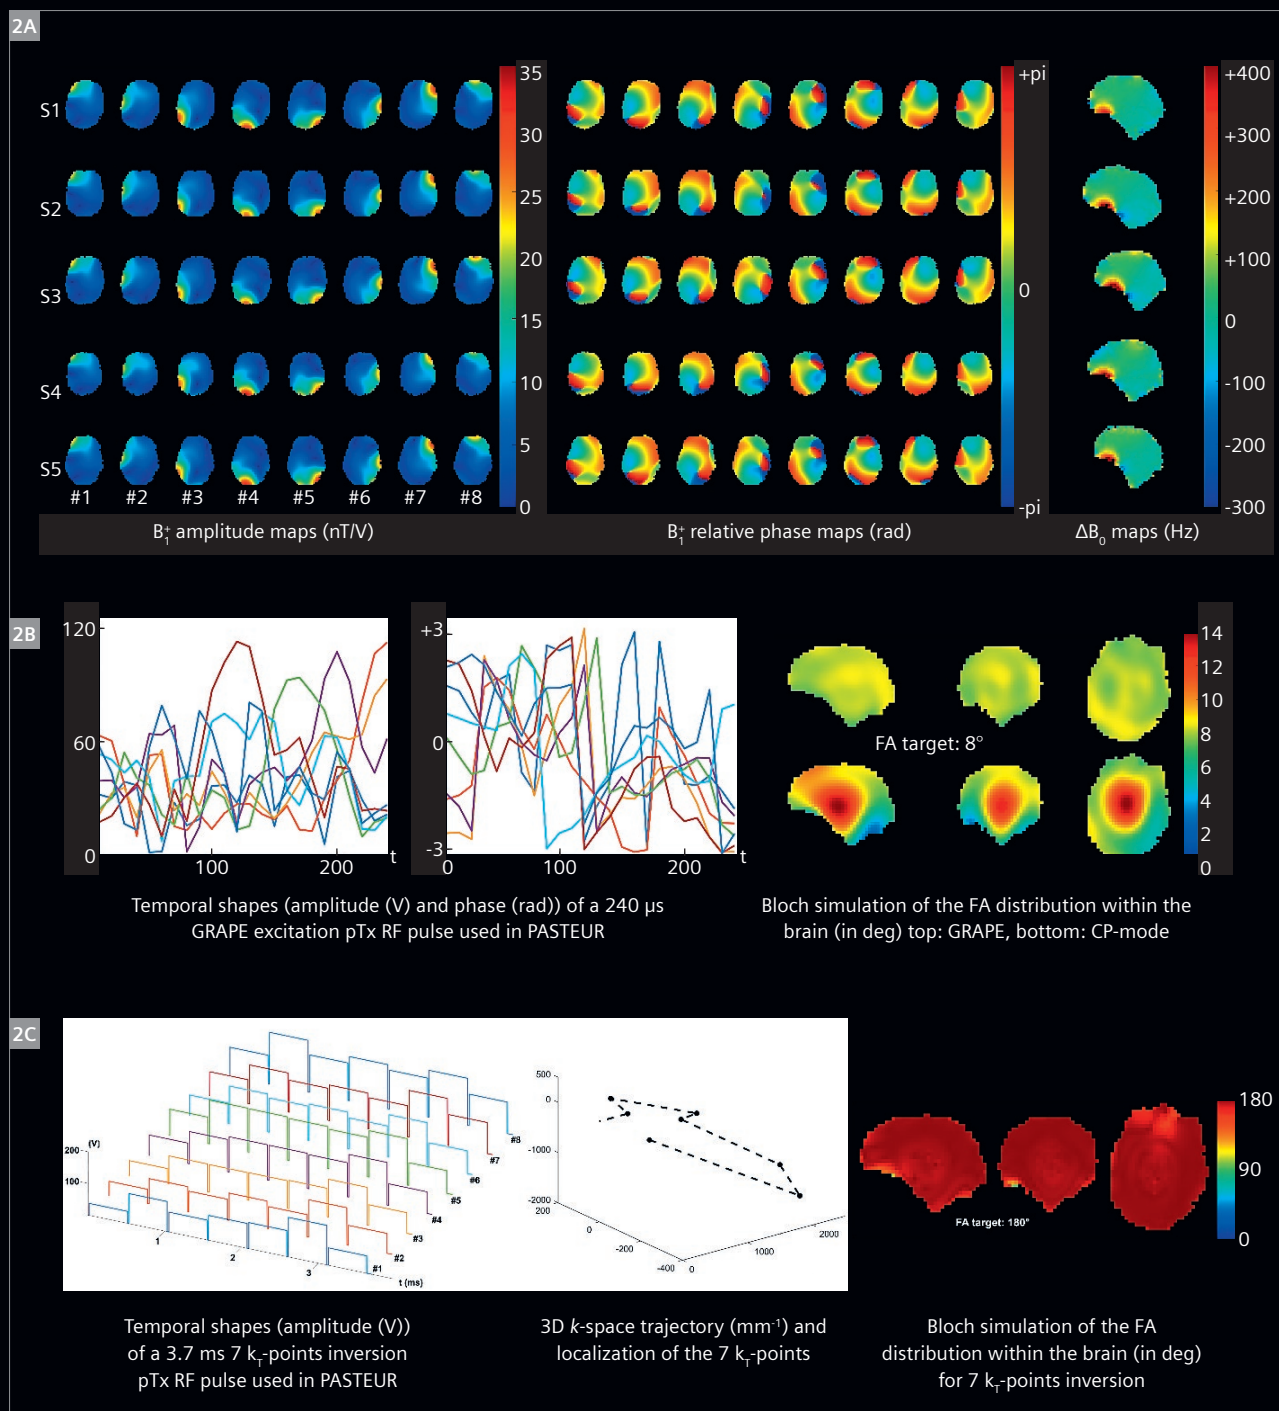 2A
S1
S2
S3
S4
S5
#1 #2 #3 #4 #5 #6 #7 #8
35
30
25
20
15
10
5
0
+pi
0
-pi
+400
+300
+200
+100
0
-100
-200
-300
B₁⁺ amplitude maps (nT/V)
B₁⁺ relative phase maps (rad)
ΔB₀ maps (Hz)
2B
120
60
0
100 200 t
+3
0
-3
0 100 200 t
FA target: 8°
14
12
10
8
6
4
2
0
Temporal shapes (amplitude (V) and phase (rad)) of a 240 µs
GRAPE excitation pTx RF pulse used in PASTEUR
Bloch simulation of the FA distribution within the
brain (in deg) top: GRAPE, bottom: CP-mode
2C
200 (V)
100
1
2
3
t (ms)
#8
#7
#6
#5
#4
#3
#2
#1
500
0
-1000
-2000
200
0
-200
-400
0
1000
2000
FA target: 180°
180
90
0
Temporal shapes (amplitude (V))
of a 3.7 ms 7 kT-points inversion
pTx RF pulse used in PASTEUR
3D k-space trajectory (mm⁻¹) and
localization of the 7 kT-points
Bloch simulation of the FA
distribution within the brain (in deg)
for 7 kT-points inversion